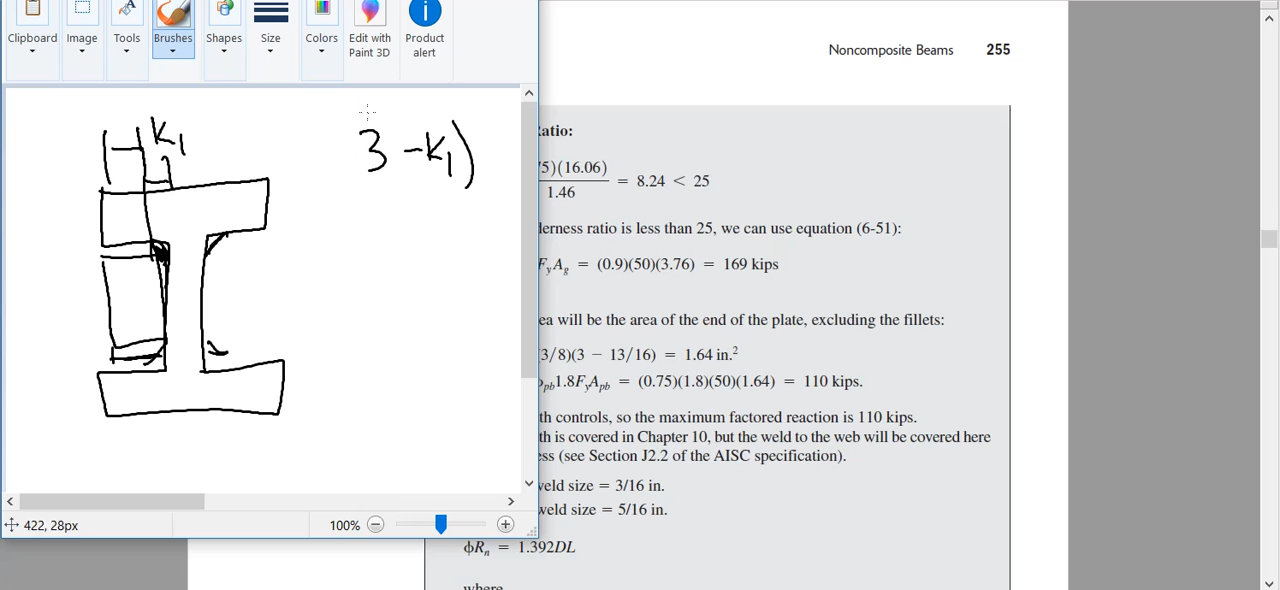 Clipboard Image Tools Brushes Shapes Size Colors Edit with Paint 3D Product alert
K1
3 -K1)
422, 28px 100%
Noncomposite Beams 255
Ratio:
5)(16.06)
1.46
= 8.24 < 25
derness ratio is less than 25, we can use equation (6-51):
FyAg = (0.9)(50)(3.76) = 169 kips
ea will be the area of the end of the plate, excluding the fillets:
3/8)(3 − 13/16) = 1.64 in.²
pb1.8FyApb = (0.75)(1.8)(50)(1.64) = 110 kips.
th controls, so the maximum factored reaction is 110 kips.
th is covered in Chapter 10, but the weld to the web will be covered here
ess (see Section J2.2 of the AISC specification).
weld size = 3/16 in.
weld size = 5/16 in.
ϕRn = 1.392DL
where